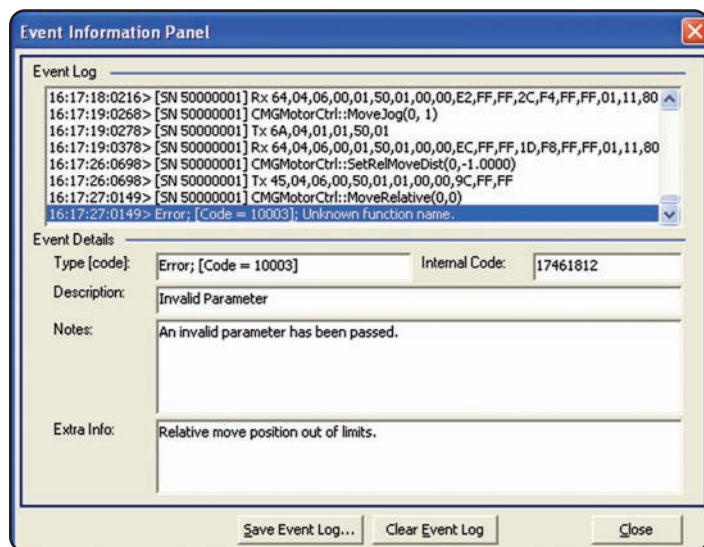 Event Information Panel
Event Log
16:17:18:0216> [SN 50000001] Rx 64,04,06,00,01,50,01,00,00,E2,FF,FF,2C,F4,FF,FF,01,11,80
16:17:19:0268> [SN 50000001] CMGMotorCtrl::MoveJog(0, 1)
16:17:19:0278> [SN 50000001] Tx 6A,04,01,01,50,01
16:17:19:0378> [SN 50000001] Rx 64,04,06,00,01,50,01,00,00,EC,FF,FF,1D,F8,FF,FF,01,11,80
16:17:26:0698> [SN 50000001] CMGMotorCtrl::SetRelMoveDist(0,-1.0000)
16:17:26:0698> [SN 50000001] Tx 45,04,06,00,50,01,01,00,00,9C,FF,FF
16:17:27:0149> [SN 50000001] CMGMotorCtrl::MoveRelative(0,0)
16:17:27:0149> Error; [Code = 10003]; Unknown function name.
Event Details
Type [code]: Error; [Code = 10003] Internal Code: 17461812
Description: Invalid Parameter
Notes: An invalid parameter has been passed.
Extra Info: Relative move position out of limits.
Save Event Log... Clear Event Log Close